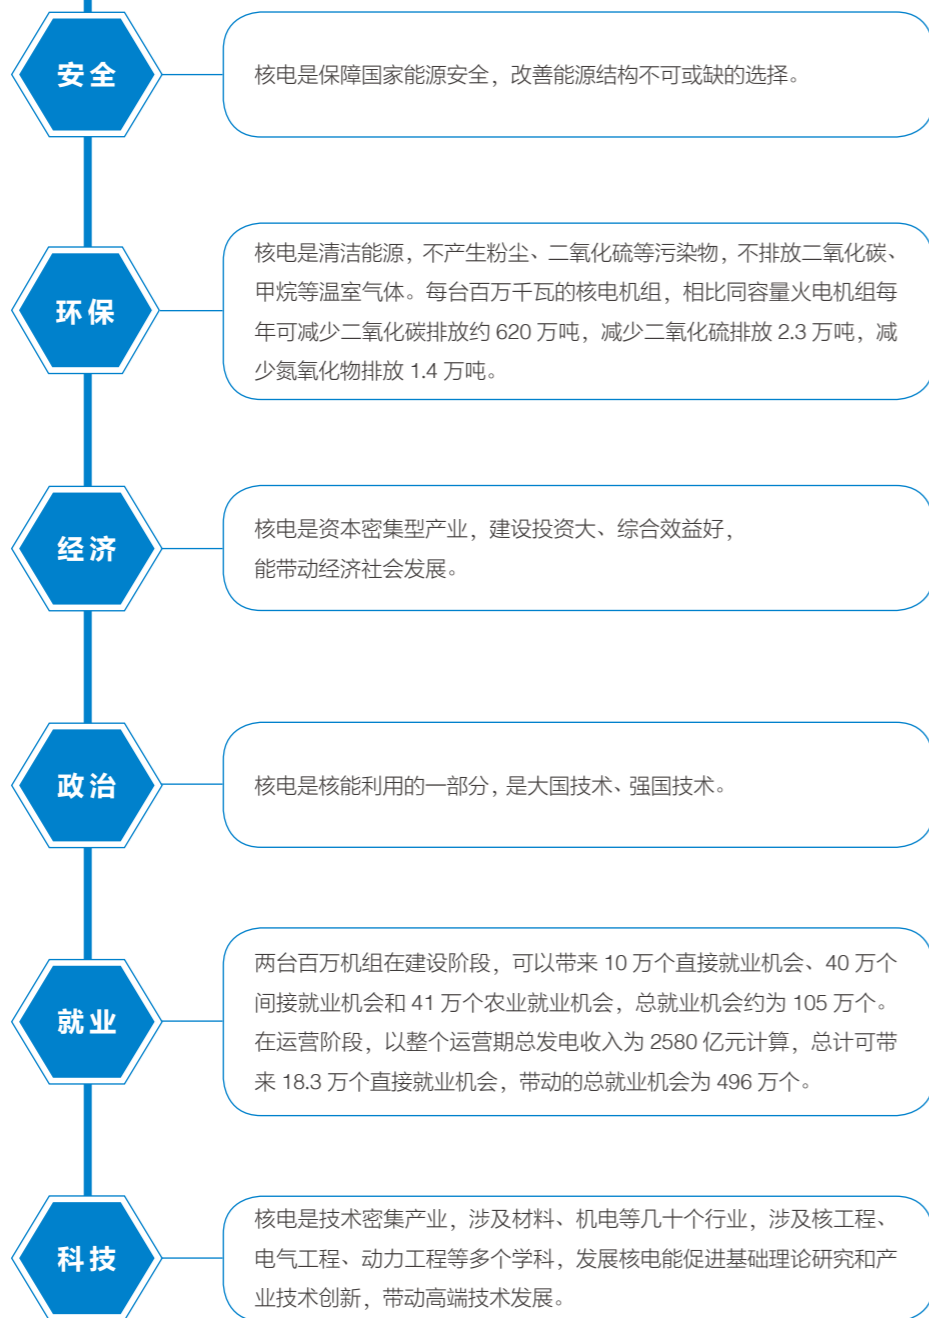 安全
核电是保障国家能源安全，改善能源结构不可或缺的选择。
环保
核电是清洁能源，不产生粉尘、二氧化硫等污染物，不排放二氧化碳、
甲烷等温室气体。每台百万千瓦的核电机组，相比同容量火电机组每
年可减少二氧化碳排放约 620 万吨，减少二氧化硫排放 2.3 万吨，减
少氮氧化物排放 1.4 万吨。
经济
核电是资本密集型产业，建设投资大、综合效益好，
能带动经济社会发展。
政治
核电是核能利用的一部分，是大国技术、强国技术。
就业
两台百万机组在建设阶段，可以带来 10 万个直接就业机会、40 万个
间接就业机会和 41 万个农业就业机会，总就业机会约为 105 万个。
在运营阶段，以整个运营期总发电收入为 2580 亿元计算，总计可带
来 18.3 万个直接就业机会，带动的总就业机会为 496 万个。
科技
核电是技术密集产业，涉及材料、机电等几十个行业，涉及核工程、
电气工程、动力工程等多个学科，发展核电能促进基础理论研究和产
业技术创新，带动高端技术发展。